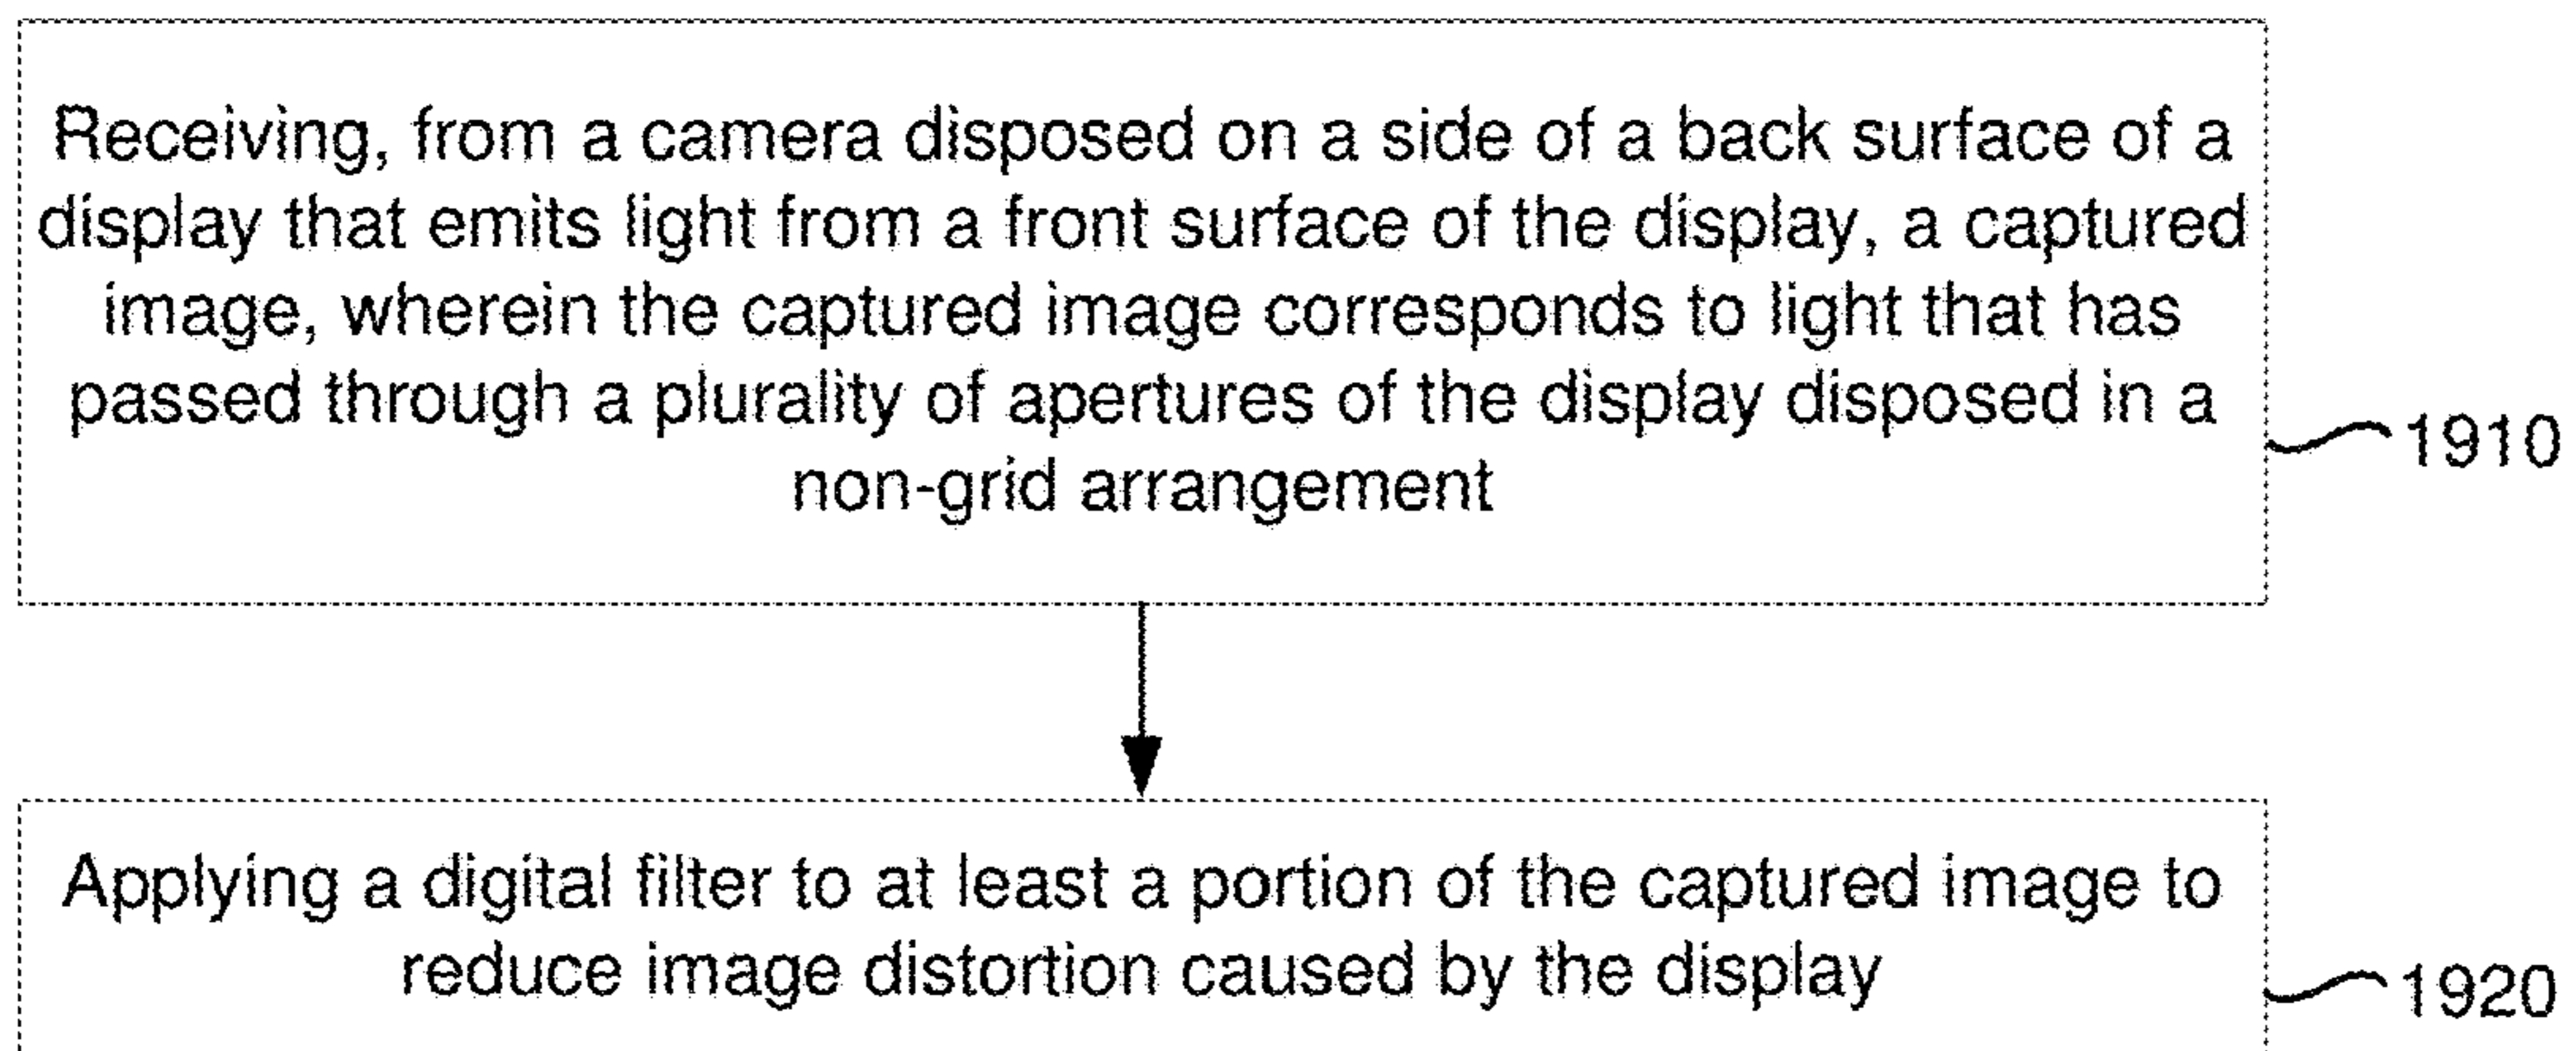 Receiving, from a camera disposed on a side of a back surface of a
display that emits light from a front surface of the display, a captured
image, wherein the captured image corresponds to light that has
passed through a plurality of apertures of the display disposed in a
non-grid arrangement
1910
Applying a digital filter to at least a portion of the captured image to
reduce image distortion caused by the display
1920